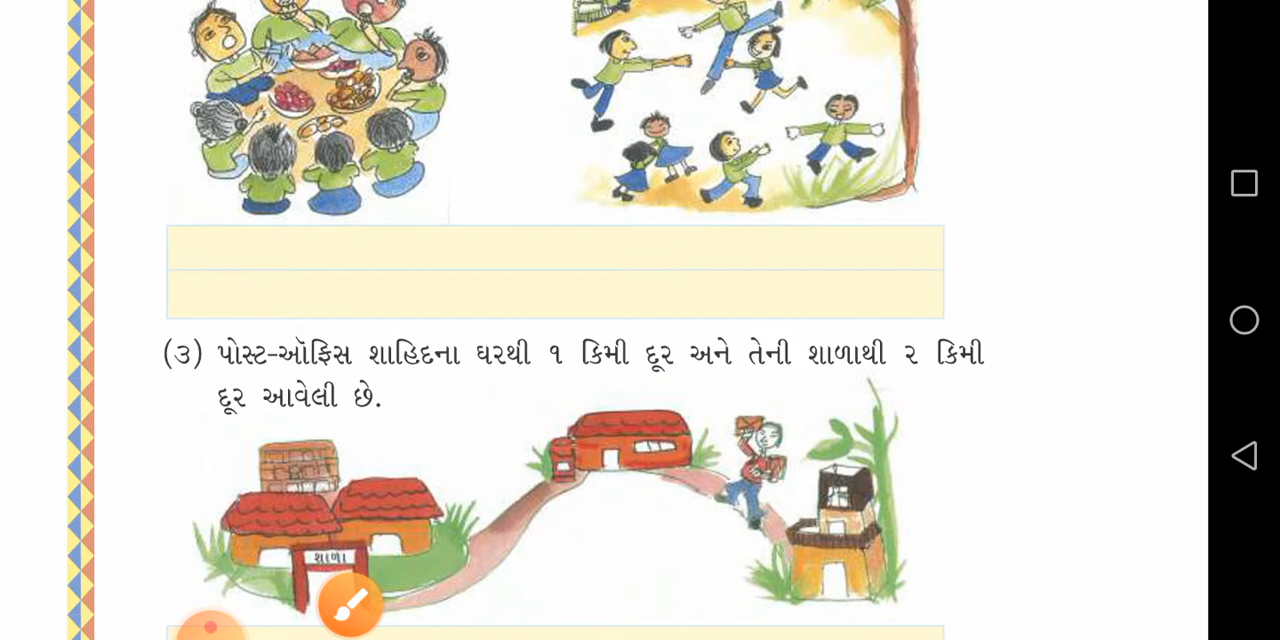 (૩) પોસ્ટ-ઑફિસ શાહિદના ઘરથી ૧ કિમી દૂર અને તેની શાળાથી ૨ કિમી
દૂર આવેલી છે.
શાળા